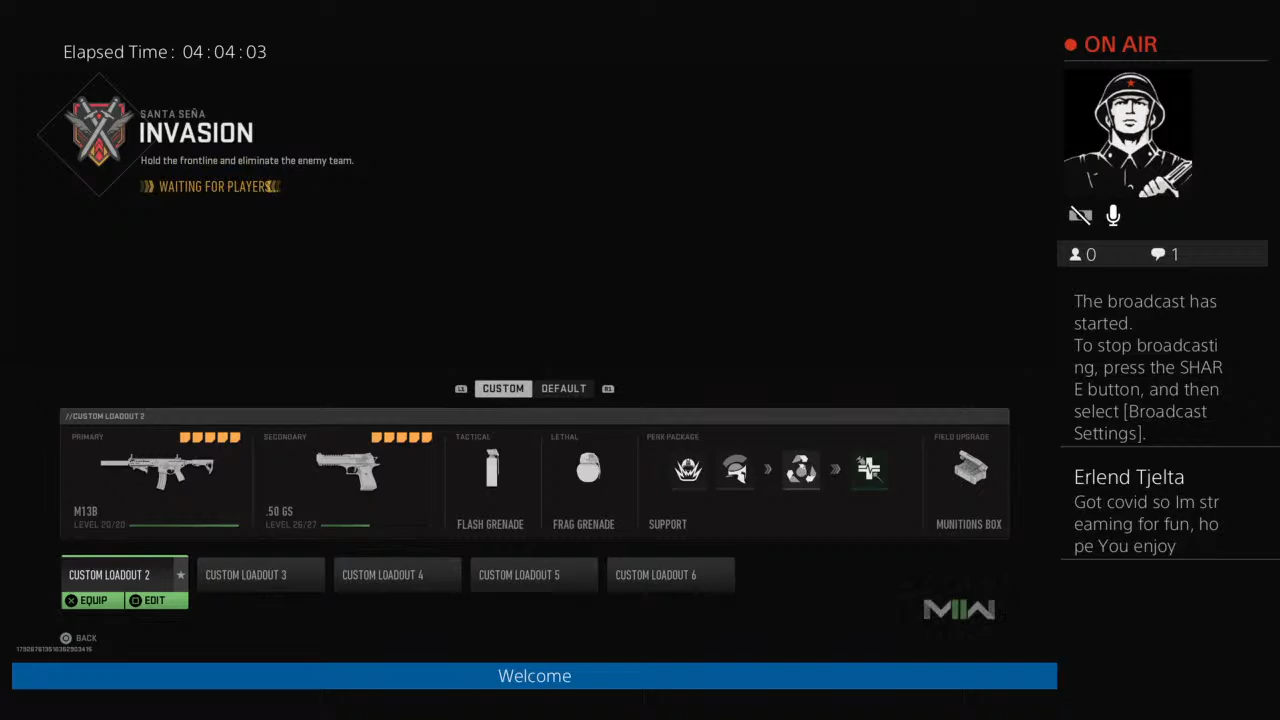 Elapsed Time: 04:04:03
ON AIR
SANTA SEÑA
INVASION
Hold the frontline and eliminate the enemy team.
WAITING FOR PLAYERS
0 1
The broadcast has
started.
To stop broadcasti
ng, press the SHAR
E button, and then
select [Broadcast
Settings].
Erlend Tjelta
Got covid so Im str
eaming for fun, ho
pe You enjoy
L1 CUSTOM DEFAULT R1
//CUSTOM LOADOUT 2
PRIMARY SECONDARY TACTICAL LETHAL PERK PACKAGE FIELD UPGRADE
M13B .50 GS
LEVEL 20/20 LEVEL 26/27 FLASH GRENADE FRAG GRENADE SUPPORT MUNITIONS BOX
CUSTOM LOADOUT 2 CUSTOM LOADOUT 3 CUSTOM LOADOUT 4 CUSTOM LOADOUT 5 CUSTOM LOADOUT 6
EQUIP EDIT
MW
BACK
Welcome